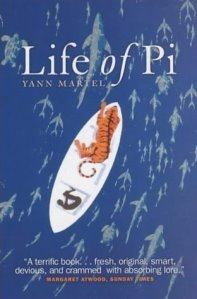 Life of Pi
YANN MARTEL
"A terrific book. . . fresh, original, smart,
devious, and crammed with absorbing lore.."
MARGARET ATWOOD, SUNDAY TIMES